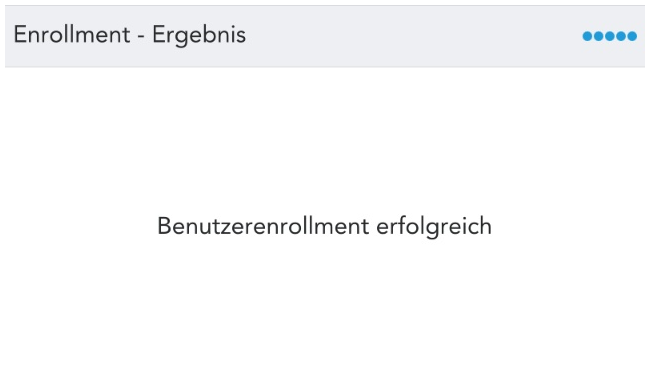 Enrollment - Ergebnis
Benutzerenrollment erfolgreich